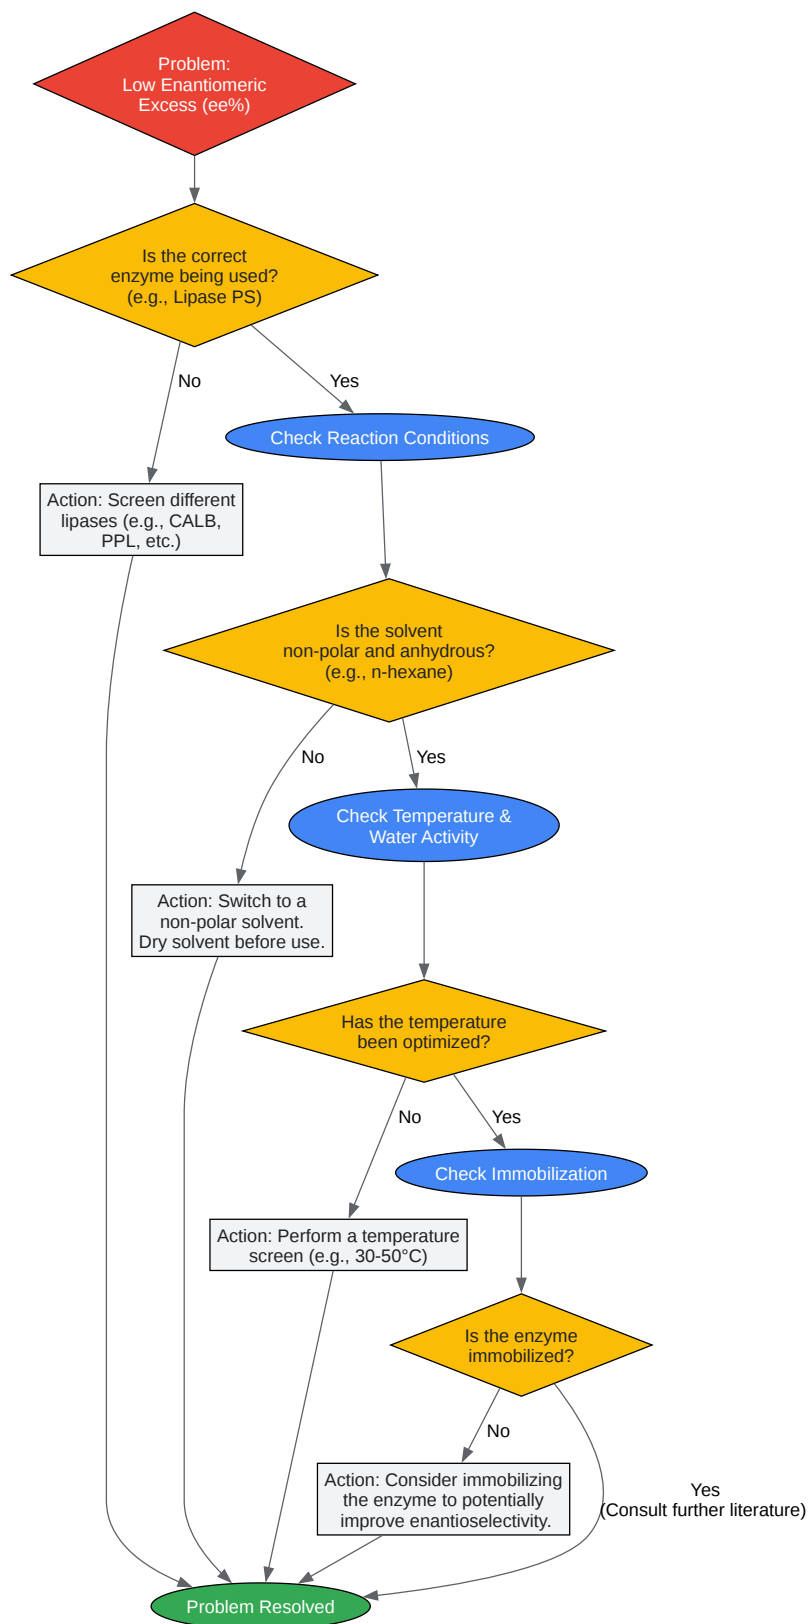 Problem:
Low Enantiomeric
Excess (ee%)
Is the correct
enzyme being used?
(e.g., Lipase PS)
No
Yes
Check Reaction Conditions
Action: Screen different
lipases (e.g., CALB,
PPL, etc.)
Is the solvent
non-polar and anhydrous?
(e.g., n-hexane)
No
Yes
Check Temperature &
Water Activity
Action: Switch to a
non-polar solvent.
Dry solvent before use.
Has the temperature
been optimized?
No
Yes
Check Immobilization
Action: Perform a temperature
screen (e.g., 30-50°C)
Is the enzyme
immobilized?
No
Action: Consider immobilizing
the enzyme to potentially
improve enantioselectivity.
Yes
(Consult further literature)
Problem Resolved